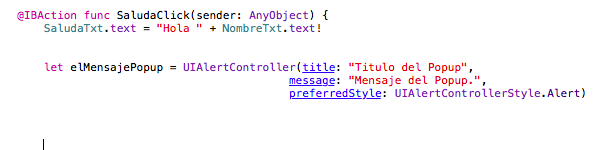 @IBAction func SaludaClick(sender: AnyObject) {
SaludaTxt.text = "Hola " + NombreTxt.text!
let elMensajePopup = UIAlertController(title: "Titulo del Popup",
message: "Mensaje del Popup.",
preferredStyle: UIAlertControllerStyle.Alert)